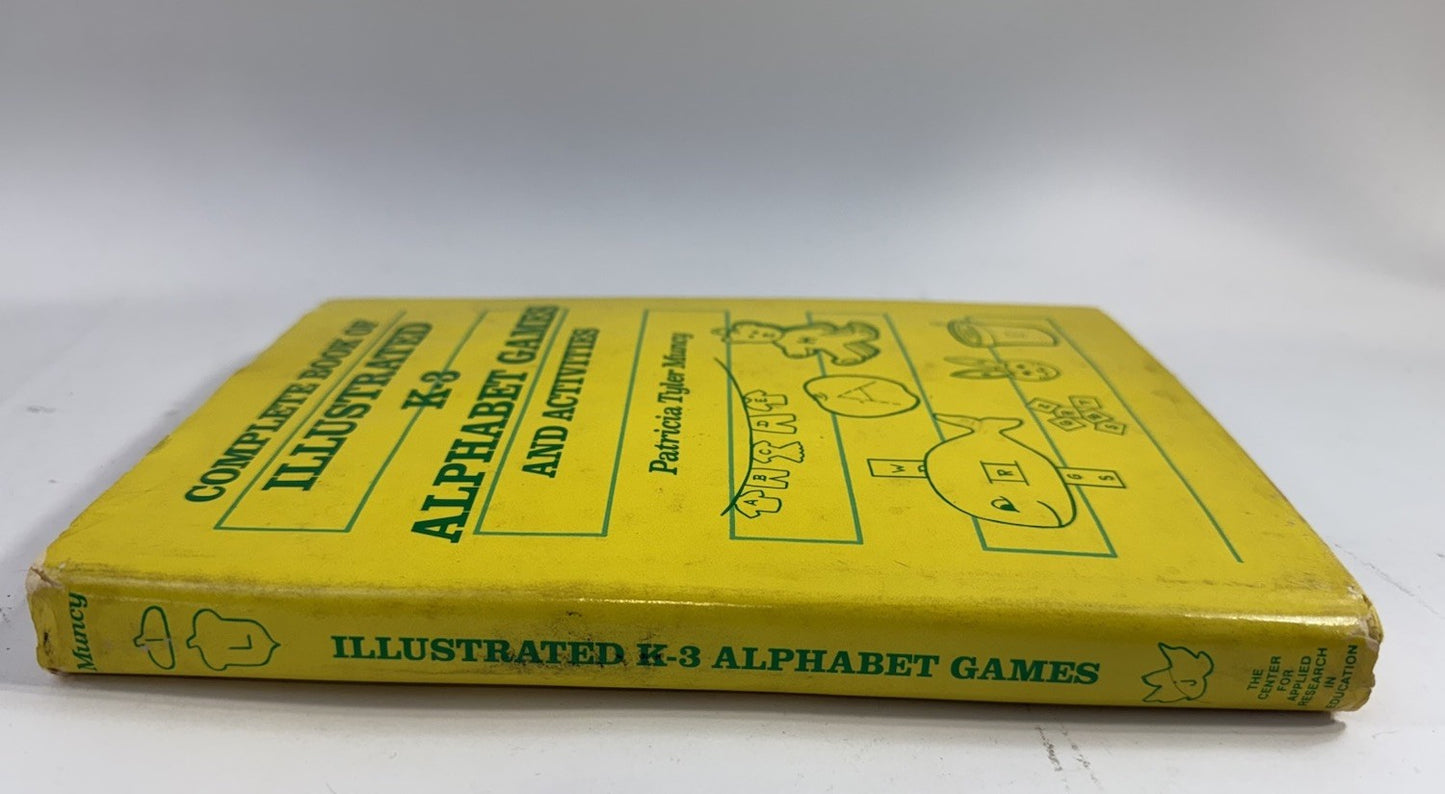 COMPLETE BOOK OF
ILLUSTRATED
K-3
ALPHABET GAMES
AND ACTIVITIES
Patricia Tyler Muncy
A B C E
A
W
R
G S
Muncy
L
ILLUSTRATED K-3 ALPHABET GAMES
J
THE
CENTER
FOR
APPLIED
RESEARCH
IN
EDUCATION